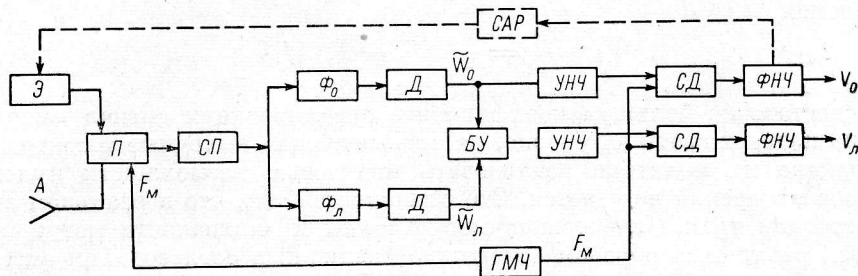 САР
Э
Ф₀ Д W̃₀ УНЧ СД ФНЧ V₀
П СП БУ УНЧ СД ФНЧ Vл
A Fм
Фл Д W̃л
ГМЧ Fм